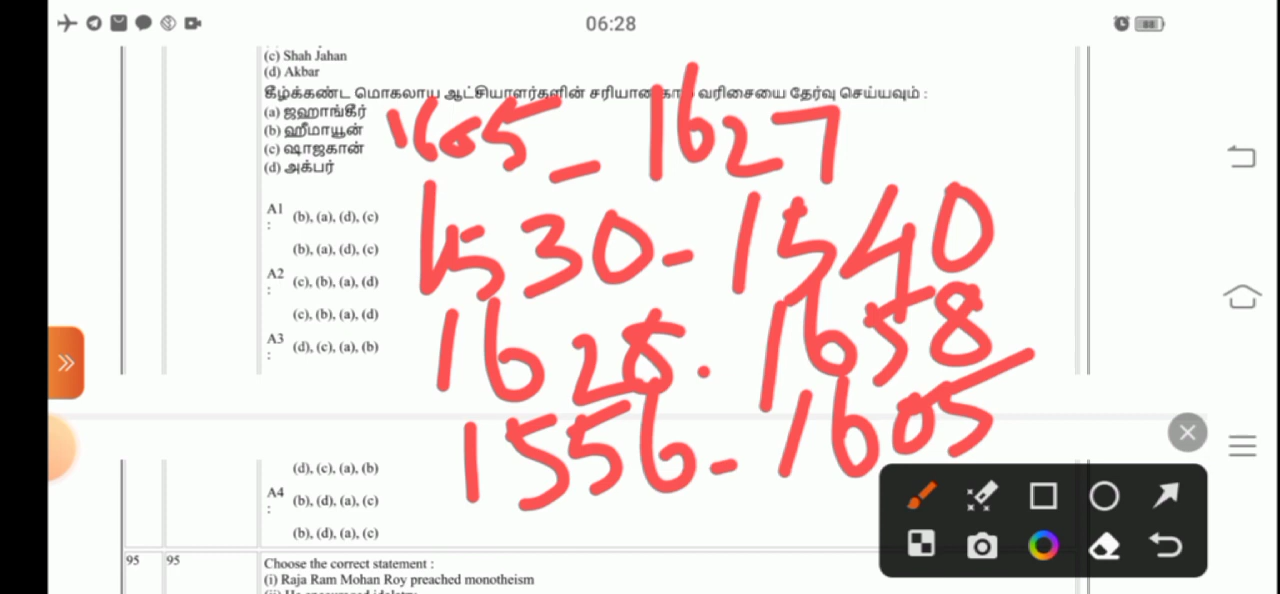 06:28
88
(c) Shah Jahan
(d) Akbar
கீழ்க்கண்ட மொகலாய ஆட்சியாளர்களின் சரியான கால வரிசையை தேர்வு செய்யவும் :
(a) ஜஹாங்கீர்
(b) ஹீமாயூன்
(c) ஷாஜகான்
(d) அக்பர்
1605 - 1627
1530 - 1540
1628 - 1658
1556 - 1605
A1 (b), (a), (d), (c)
:
(b), (a), (d), (c)
A2 (c), (b), (a), (d)
:
(c), (b), (a), (d)
A3 (d), (c), (a), (b)
:
(d), (c), (a), (b)
A4 (b), (d), (a), (c)
:
(b), (d), (a), (c)
95 95 Choose the correct statement :
(i) Raja Ram Mohan Roy preached monotheism